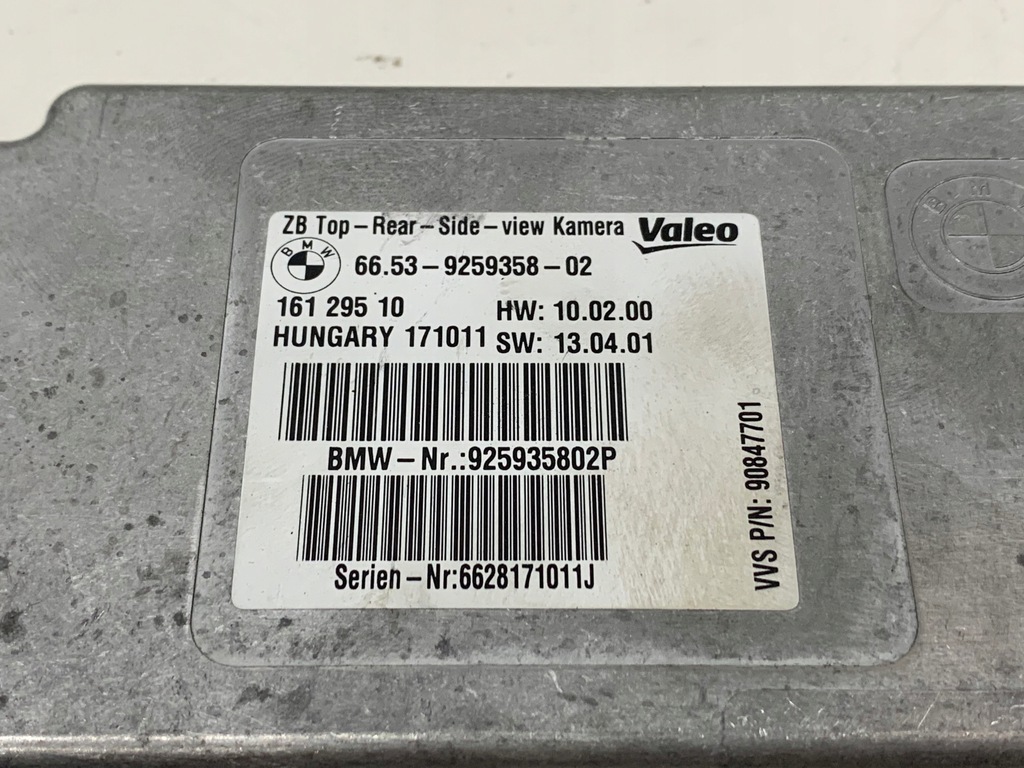 ZB Top-Rear-Side-view Kamera Valeo
BMW 66.53-9259358-02
161 295 10 HW: 10.02.00
HUNGARY 171011 SW: 13.04.01
BMW-Nr.:925935802P
Serien-Nr:6628171011J
VVS P/N: 90847701